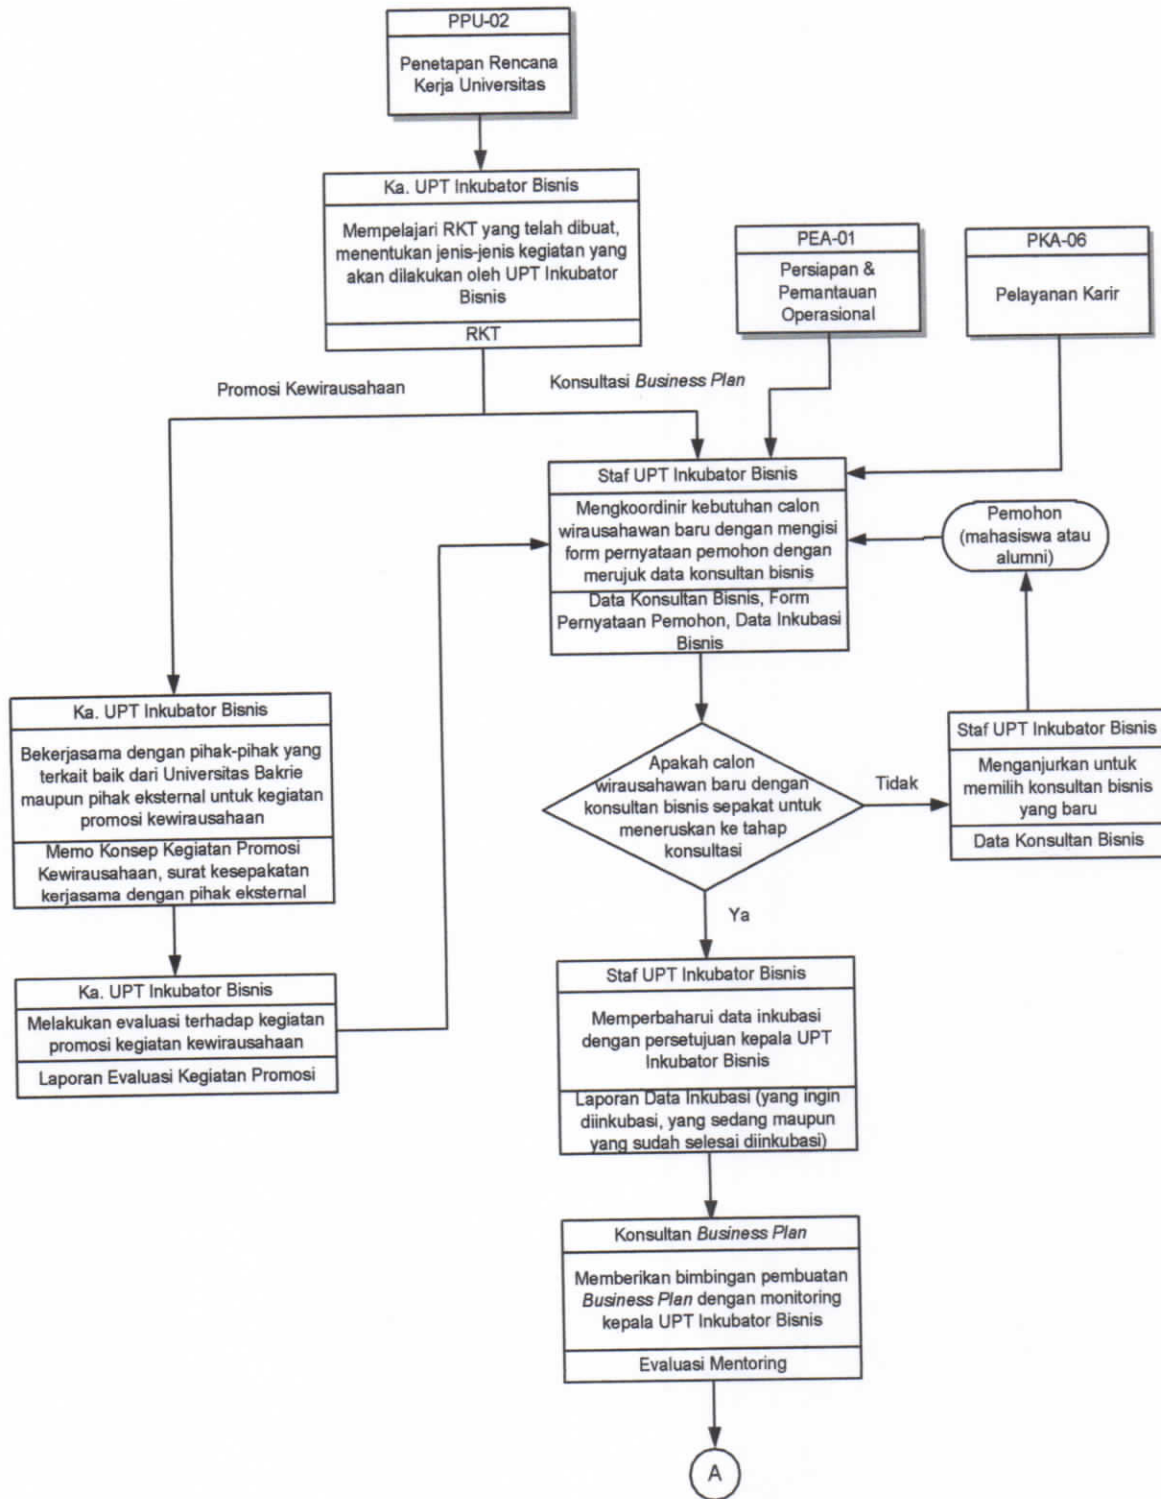 PPU-02
Penetapan Rencana
Kerja Universitas
Ka. UPT Inkubator Bisnis
Mempelajari RKT yang telah dibuat,
menentukan jenis-jenis kegiatan yang
akan dilakukan oleh UPT Inkubator
Bisnis
RKT
PEA-01
Persiapan &
Pemantauan
Operasional
PKA-06
Pelayanan Karir
Promosi Kewirausahaan
Konsultasi Business Plan
Staf UPT Inkubator Bisnis
Mengkoordinir kebutuhan calon
wirausahawan baru dengan mengisi
form pernyataan pemohon dengan
merujuk data konsultan bisnis
Data Konsultan Bisnis, Form
Pernyataan Pemohon, Data Inkubasi
Bisnis
Pemohon
(mahasiswa atau
alumni)
Ka. UPT Inkubator Bisnis
Bekerjasama dengan pihak-pihak yang
terkait baik dari Universitas Bakrie
maupun pihak eksternal untuk kegiatan
promosi kewirausahaan
Memo Konsep Kegiatan Promosi
Kewirausahaan, surat kesepakatan
kerjasama dengan pihak eksternal
Apakah calon
wirausahawan baru dengan
konsultan bisnis sepakat untuk
meneruskan ke tahap
konsultasi
Tidak
Staf UPT Inkubator Bisnis
Menganjurkan untuk
memilih konsultan bisnis
yang baru
Data Konsultan Bisnis
Ya
Ka. UPT Inkubator Bisnis
Melakukan evaluasi terhadap kegiatan
promosi kegiatan kewirausahaan
Laporan Evaluasi Kegiatan Promosi
Staf UPT Inkubator Bisnis
Memperbaharui data inkubasi
dengan persetujuan kepala UPT
Inkubator Bisnis
Laporan Data Inkubasi (yang ingin
diinkubasi, yang sedang maupun
yang sudah selesai diinkubasi)
Konsultan Business Plan
Memberikan bimbingan pembuatan
Business Plan dengan monitoring
kepala UPT Inkubator Bisnis
Evaluasi Mentoring
A